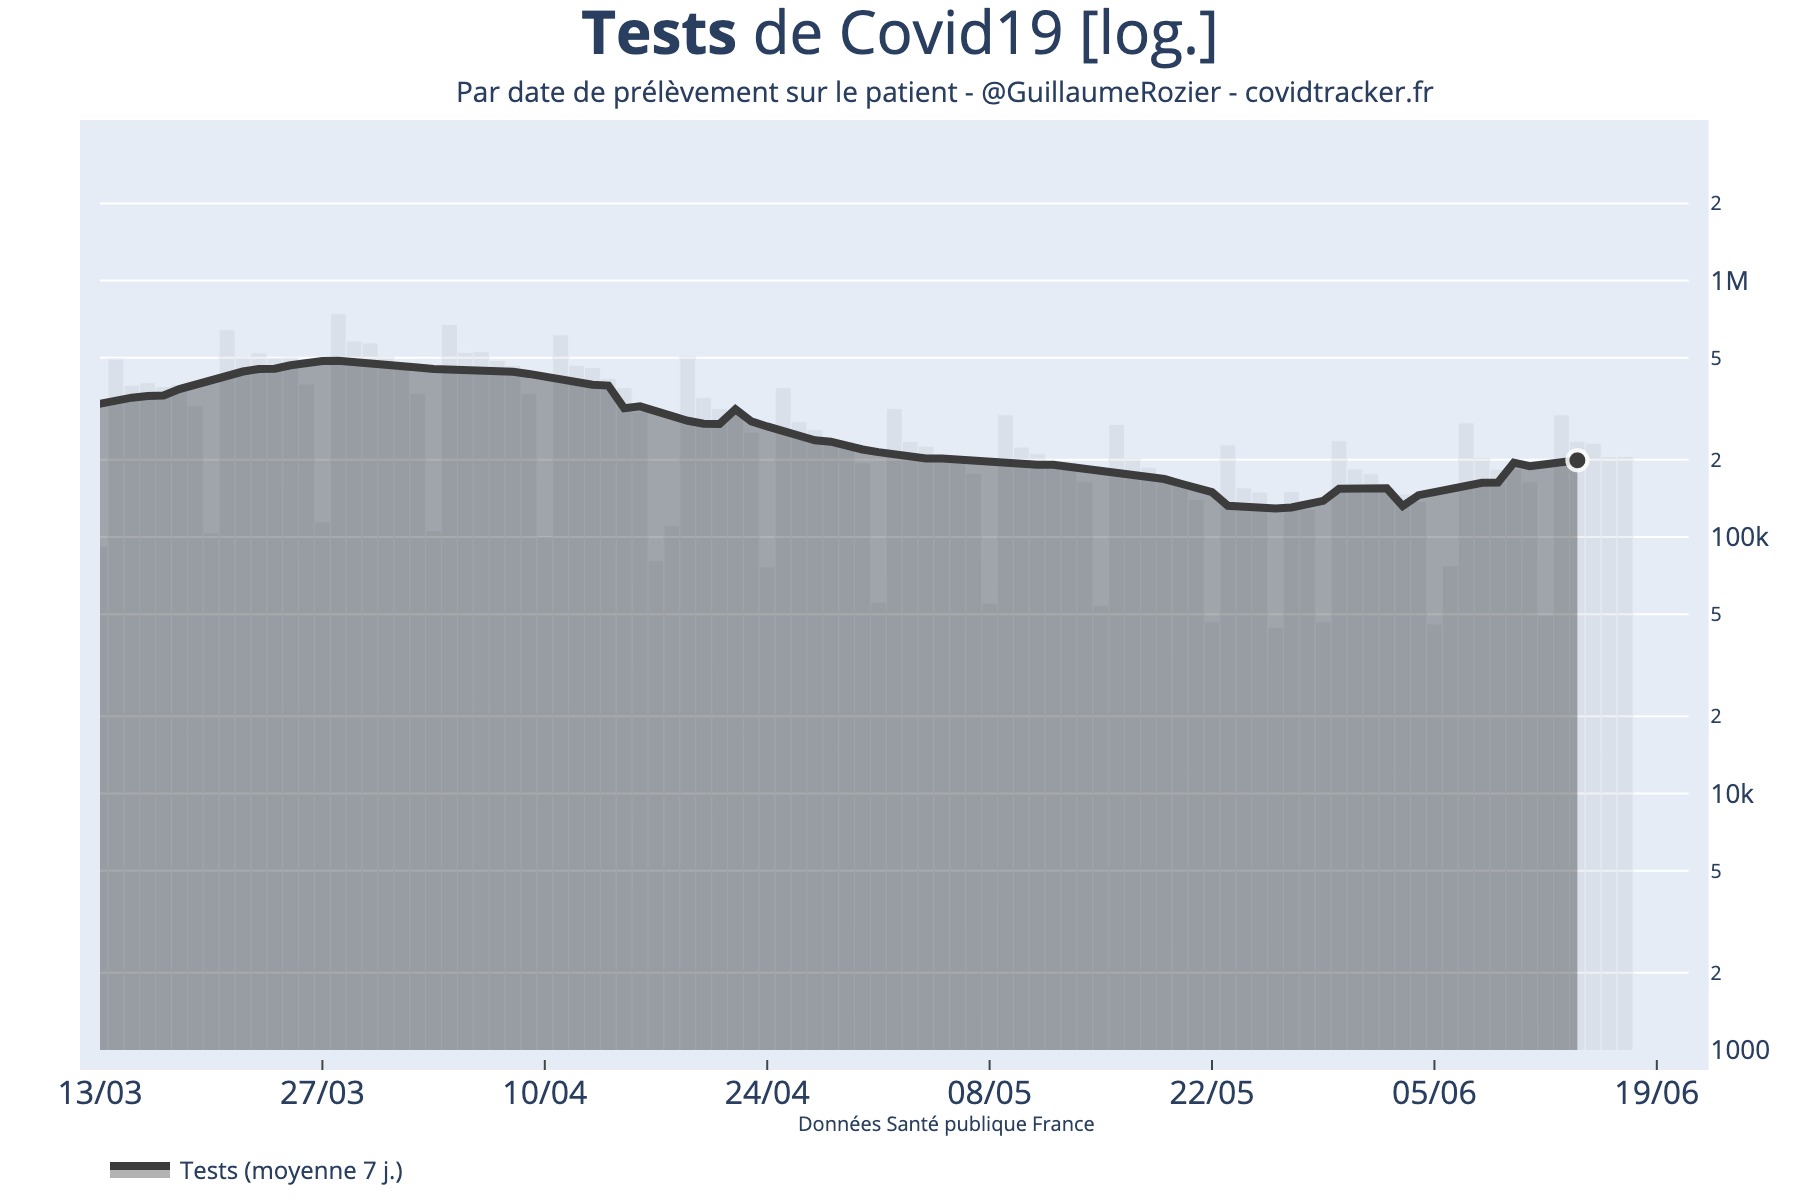 Tests de Covid19 [log.]
Par date de prélèvement sur le patient - @GuillaumeRozier - covidtracker.fr
2
1M
5
2
100k
5
2
10k
5
2
1000
13/03 27/03 10/04 24/04 08/05 22/05 05/06 19/06
Données Santé publique France
Tests (moyenne 7 j.)